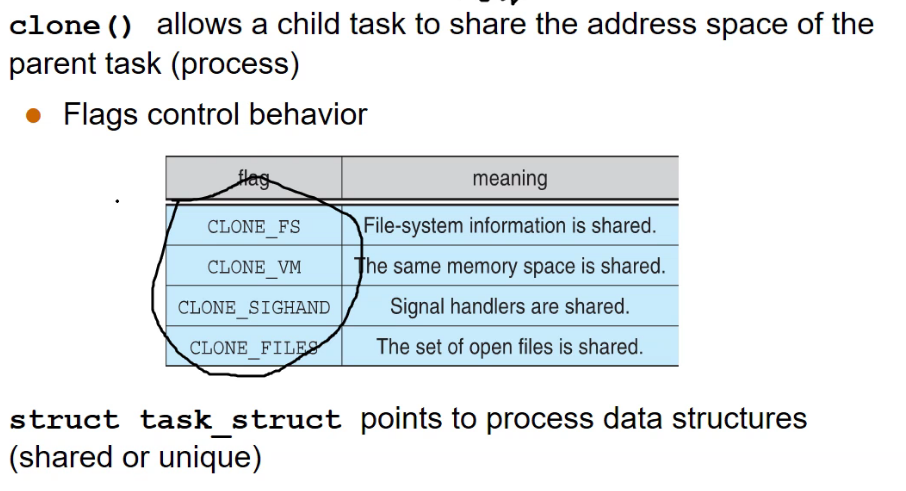 clone() allows a child task to share the address space of the
parent task (process)
Flags control behavior
flag meaning
CLONE_FS File-system information is shared.
CLONE_VM The same memory space is shared.
CLONE_SIGHAND Signal handlers are shared.
CLONE_FILES The set of open files is shared.
struct task_struct points to process data structures
(shared or unique)